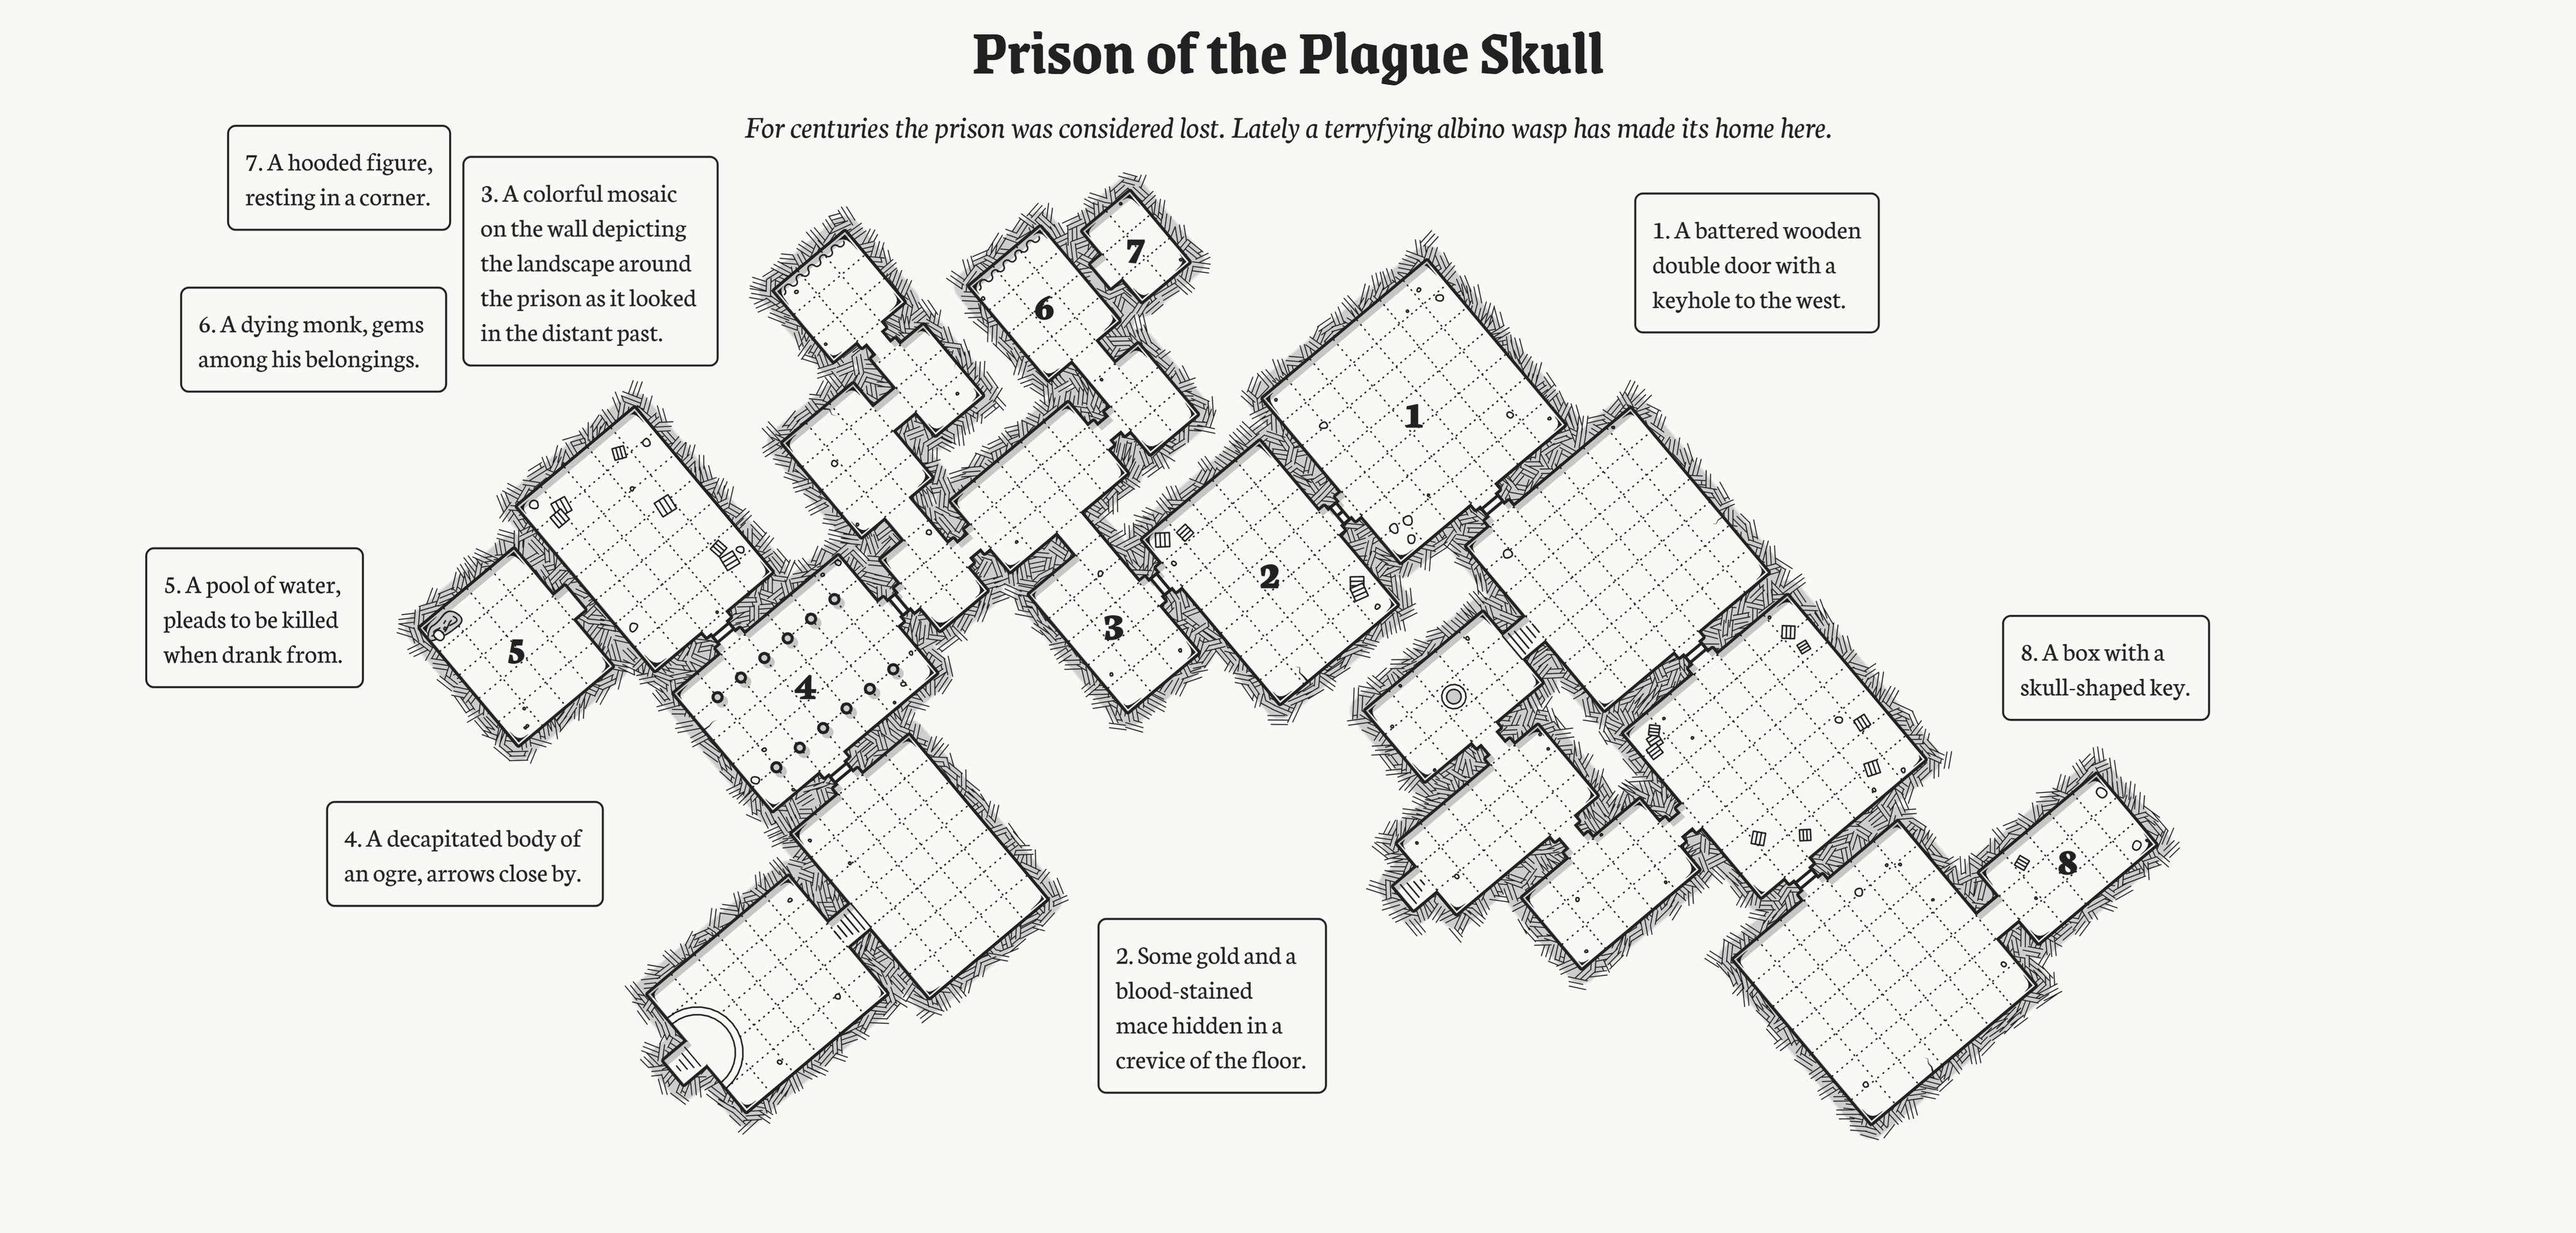 Prison of the Plague Skull
For centuries the prison was considered lost. Lately a terryfying albino wasp has made its home here.
7. A hooded figure,
resting in a corner.
3. A colorful mosaic
on the wall depicting
the landscape around
the prison as it looked
in the distant past.
1. A battered wooden
double door with a
keyhole to the west.
6. A dying monk, gems
among his belongings.
5. A pool of water,
pleads to be killed
when drank from.
8. A box with a
skull-shaped key.
4. A decapitated body of
an ogre, arrows close by.
2. Some gold and a
blood-stained
mace hidden in a
crevice of the floor.
7
6
1
2
3
5
4
8